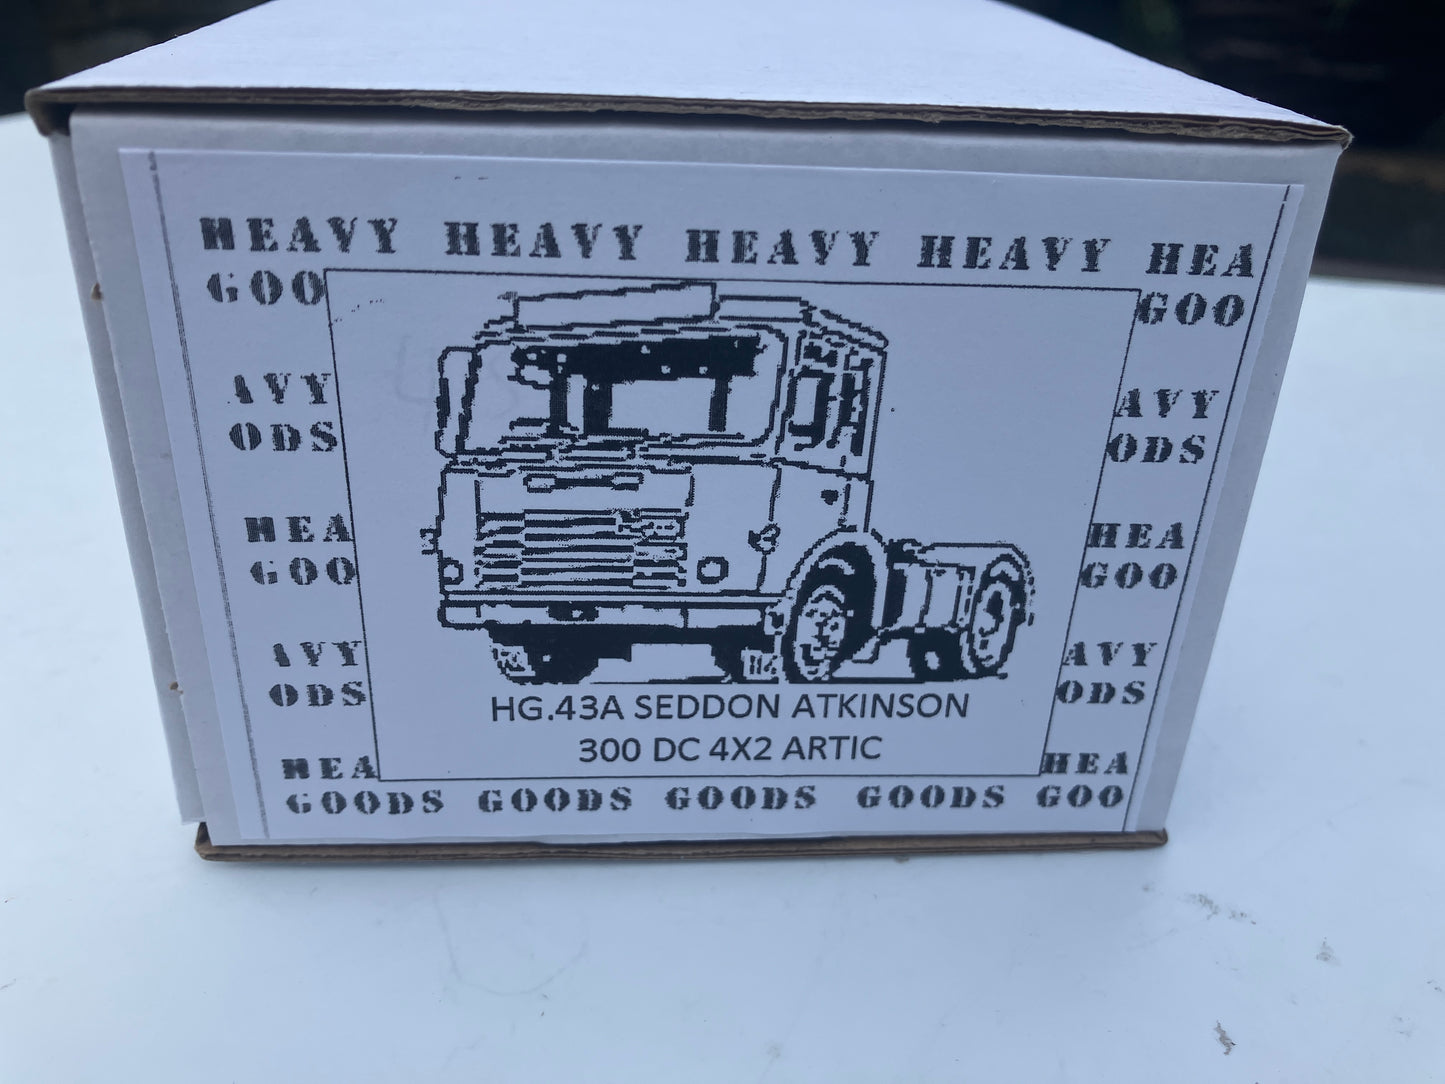 HEAVY HEAVY HEAVY HEAVY HEA
GOO GOO
AVY AVY
ODS ODS
HEA HEA
GOO GOO
AVY AVY
ODS ODS
HG.43A SEDDON ATKINSON
300 DC 4X2 ARTIC
HEA HEA
GOODS GOODS GOODS GOODS GOO